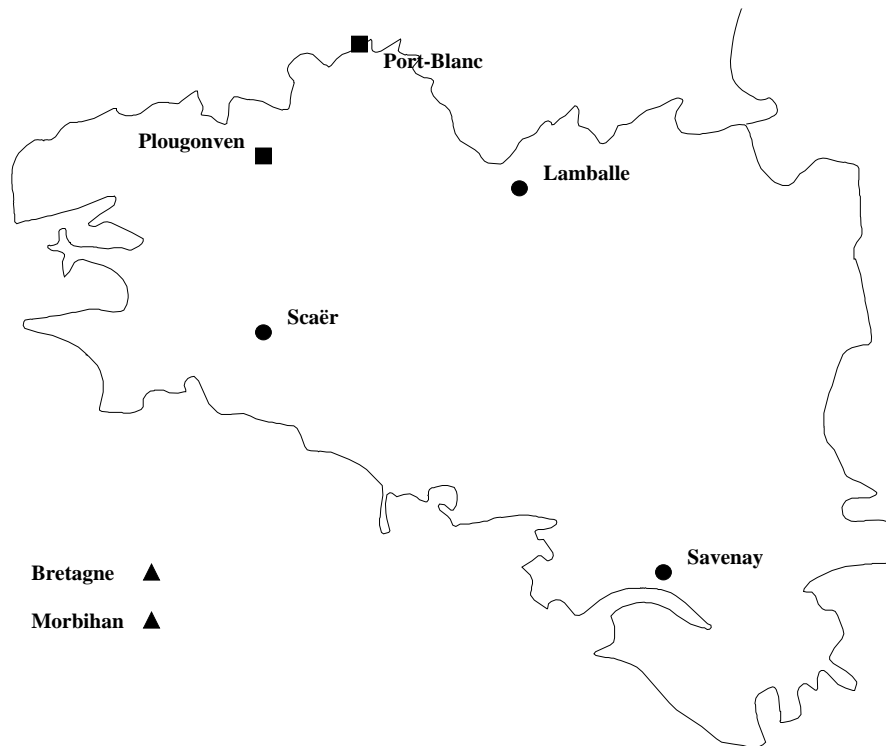 Port-Blanc
Plougonven
Lamballe
Scaër
Savenay
Bretagne
Morbihan